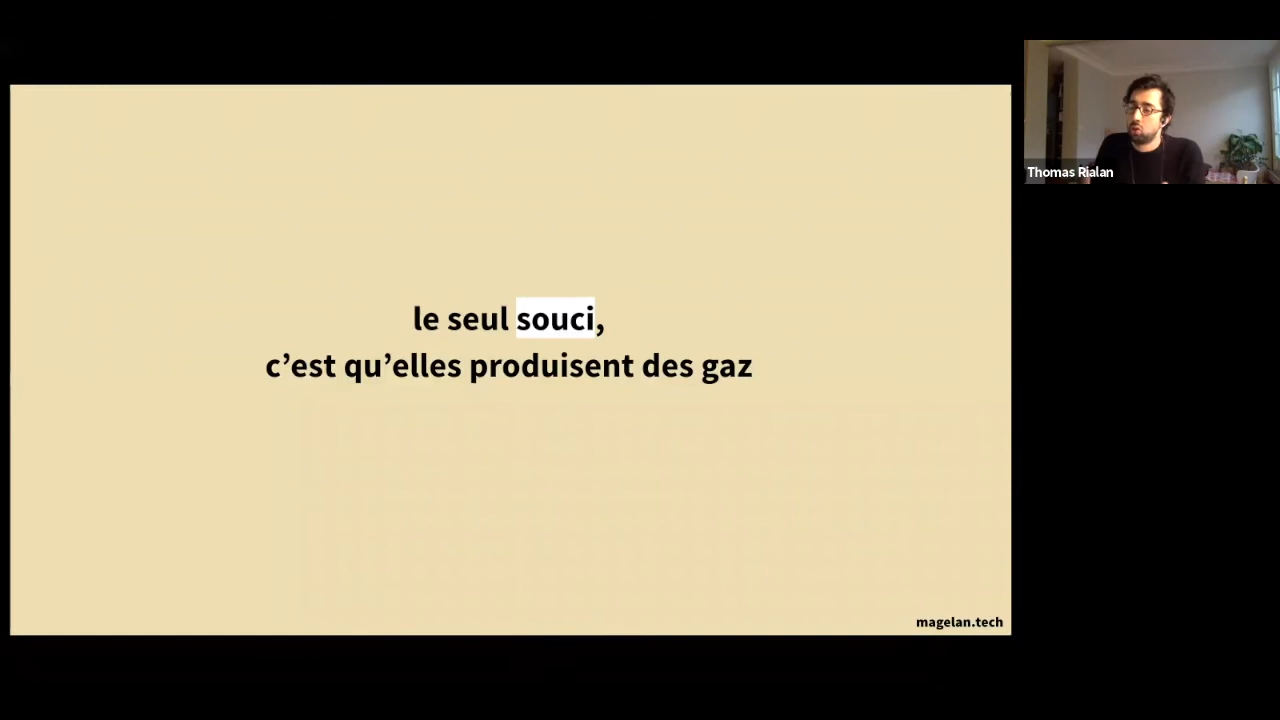 le seul souci,
c’est qu’elles produisent des gaz
magelan.tech
Thomas Rialan